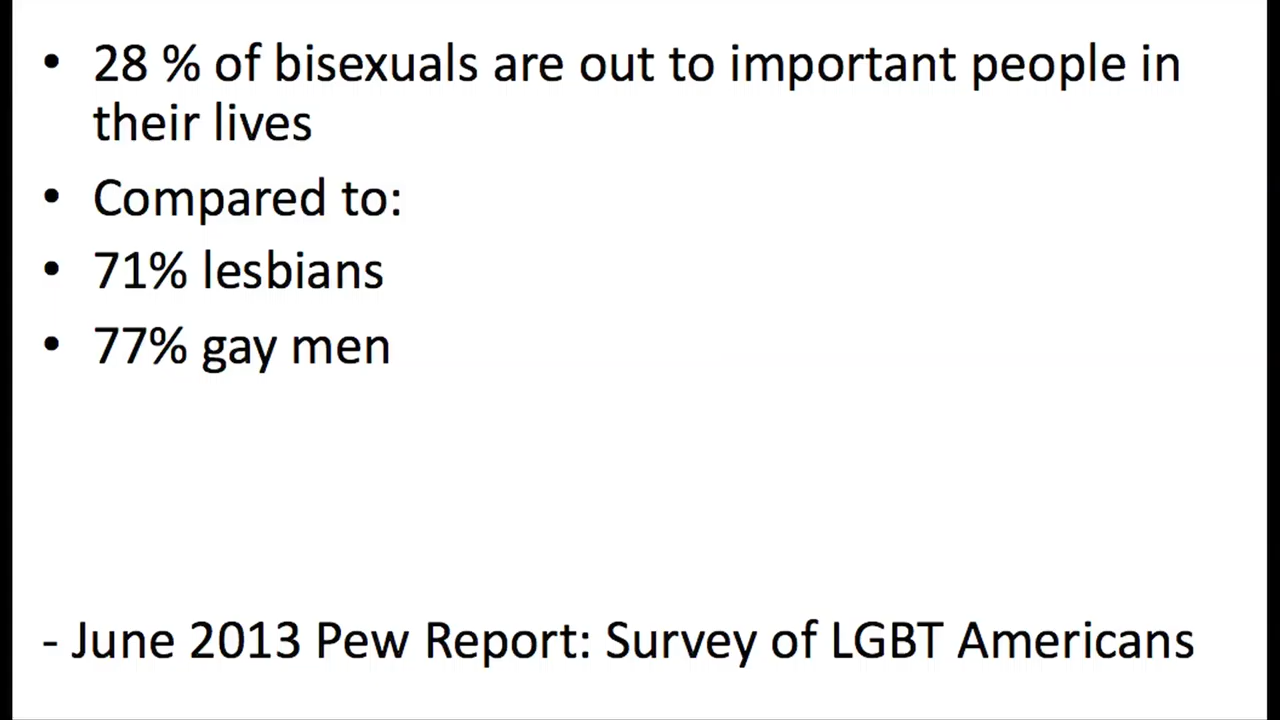 • 28 % of bisexuals are out to important people in
their lives
• Compared to:
• 71% lesbians
• 77% gay men
- June 2013 Pew Report: Survey of LGBT Americans